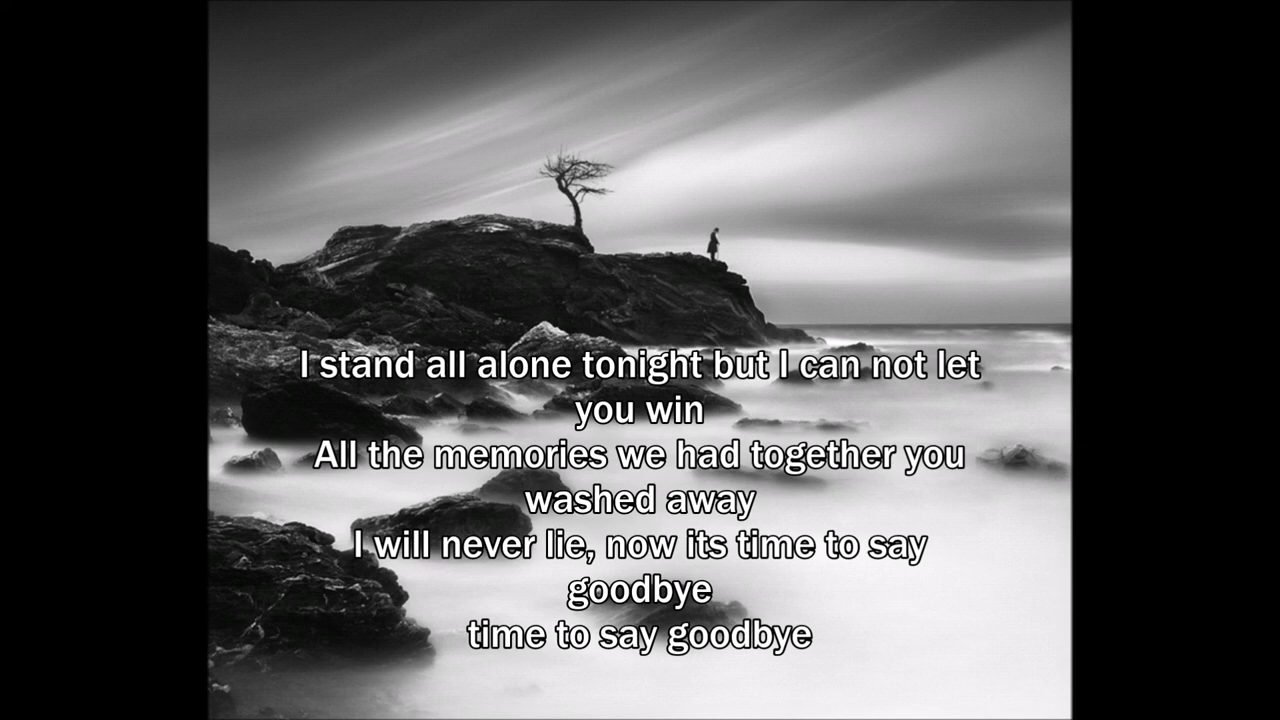 I stand all alone tonight but I can not let
you win
All the memories we had together you
washed away
I will never lie, now its time to say
goodbye
time to say goodbye